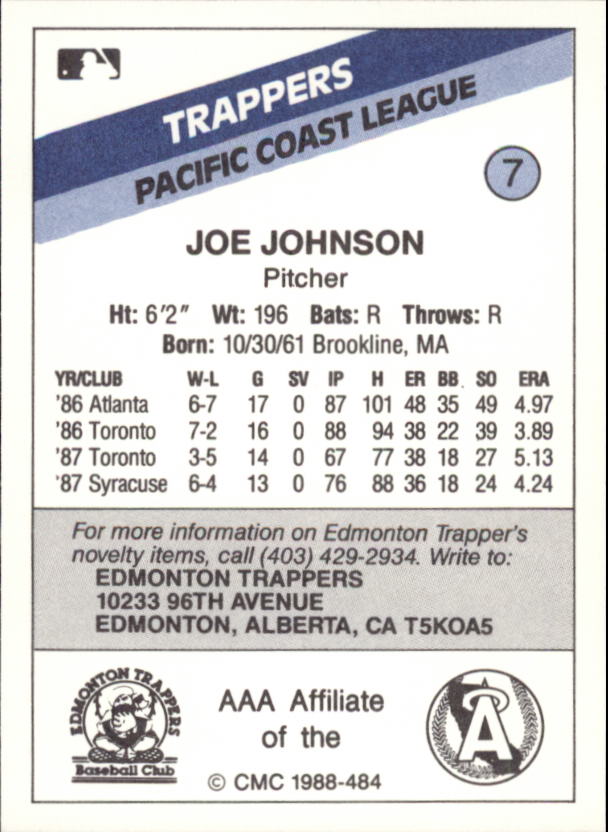 TRAPPERS
PACIFIC COAST LEAGUE
7
JOE JOHNSON
Pitcher
Ht: 6'2" Wt: 196 Bats: R Throws: R
Born: 10/30/61 Brookline, MA
YR/CLUB W-L G SV IP H ER BB SO ERA
'86 Atlanta 6-7 17 0 87 101 48 35 49 4.97
'86 Toronto 7-2 16 0 88 94 38 22 39 3.89
'87 Toronto 3-5 14 0 67 77 38 18 27 5.13
'87 Syracuse 6-4 13 0 76 88 36 18 24 4.24
For more information on Edmonton Trapper's
novelty items, call (403) 429-2934. Write to:
EDMONTON TRAPPERS
10233 96TH AVENUE
EDMONTON, ALBERTA, CA T5KOA5
EDMONTON TRAPPERS
Baseball Club
AAA Affiliate
of the
© CMC 1988-484
A